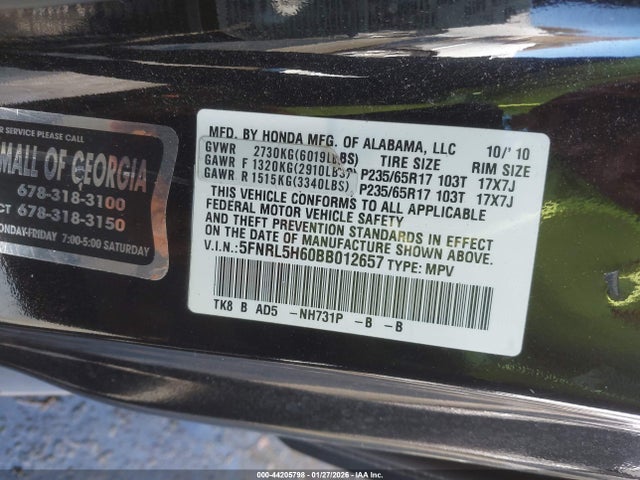 R SERVICE PLEASE CALL
MALL OF GEORGIA
678-318-3100
CT 678-318-3150
ONDAY-FRIDAY 7:00-5:00 SATURDAY
MFD. BY HONDA MFG. OF ALABAMA, LLC 10/'10
GVWR 2730KG(6019LBS) TIRE SIZE RIM SIZE
GAWR F 1320KG(2910LBS) P235/65R17 103T 17X7J
GAWR R 1515KG(3340LBS) P235/65R17 103T 17X7J
THIS VEHICLE CONFORMS TO ALL APPLICABLE
FEDERAL MOTOR VEHICLE SAFETY
AND THEFT PREVENTION STANDARDS IN EFFECT
ON THE DATE OF MANUFACTURE SHOWN ABOVE.
V.I.N.:5FNRL5H60BB012657 TYPE: MPV
TK8 B AD5 -NH731P -B -B
000-44205798 - 01/27/2026 - IAA Inc.